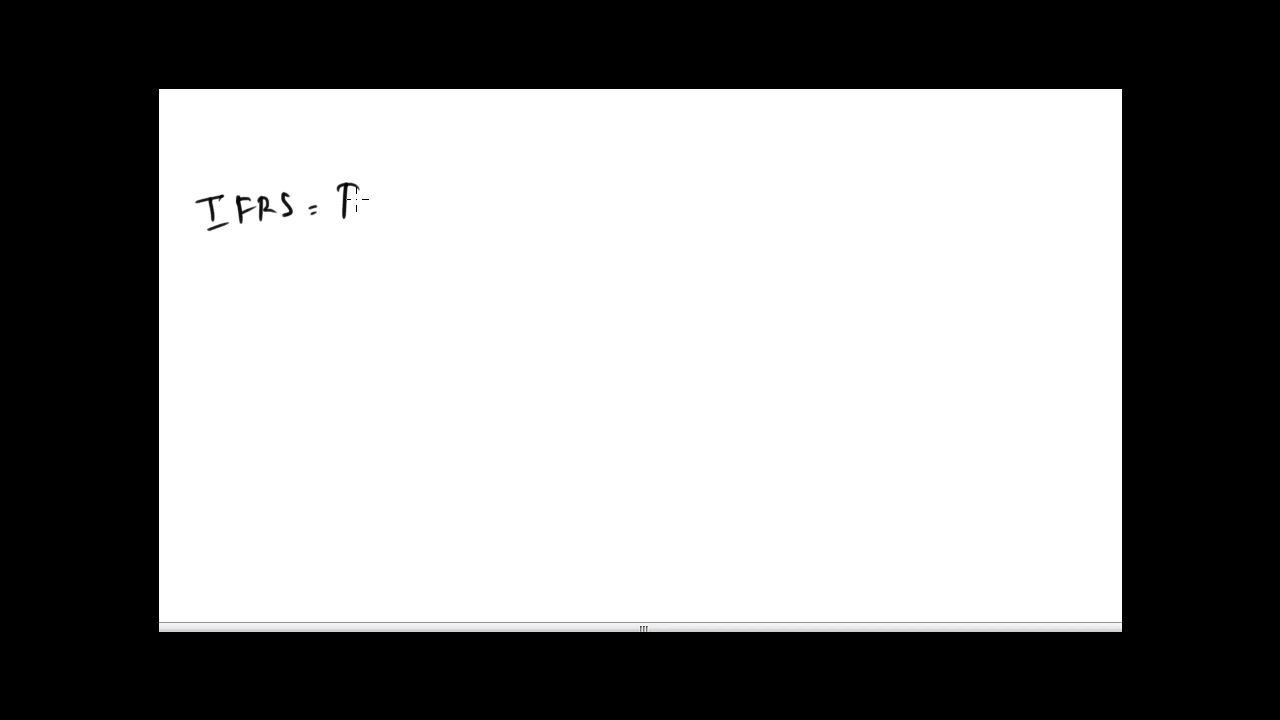 IFRS =